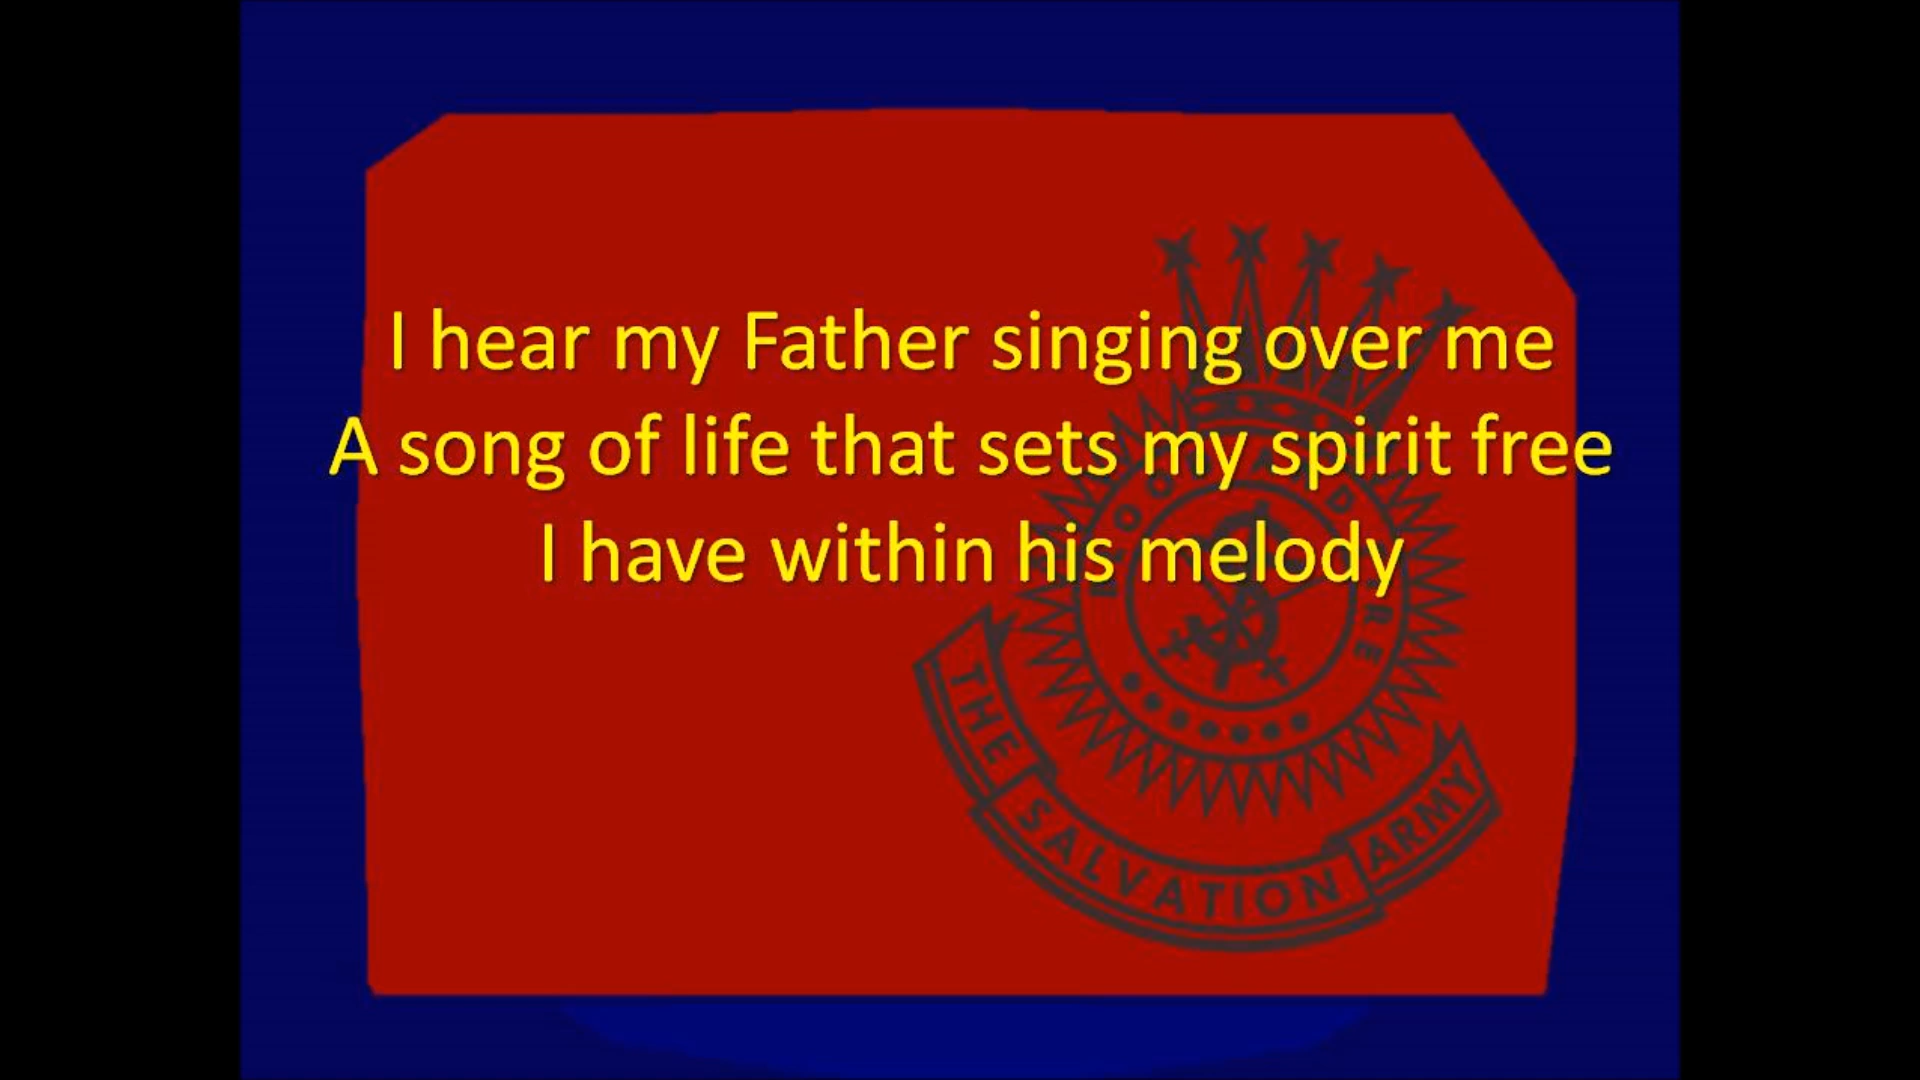 I hear my Father singing over me
A song of life that sets my spirit free
I have within his melody
THE SALVATION ARMY